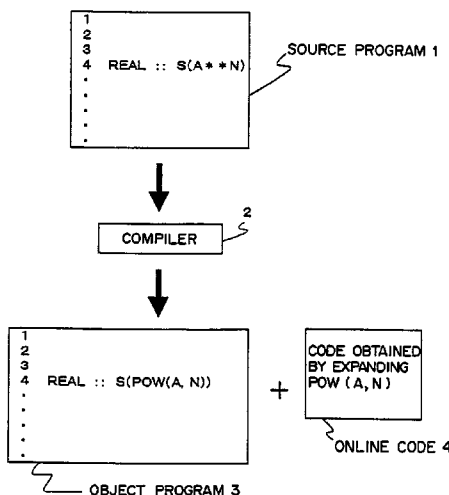 1
2
3
4 REAL :: S(A**N)
.
.
.
.
.
SOURCE PROGRAM 1
2
COMPILER
1
2
3
4 REAL :: S(POW(A, N))
.
.
.
.
.
+
CODE OBTAINED
BY EXPANDING
POW (A, N)
ONLINE CODE 4
OBJECT PROGRAM 3